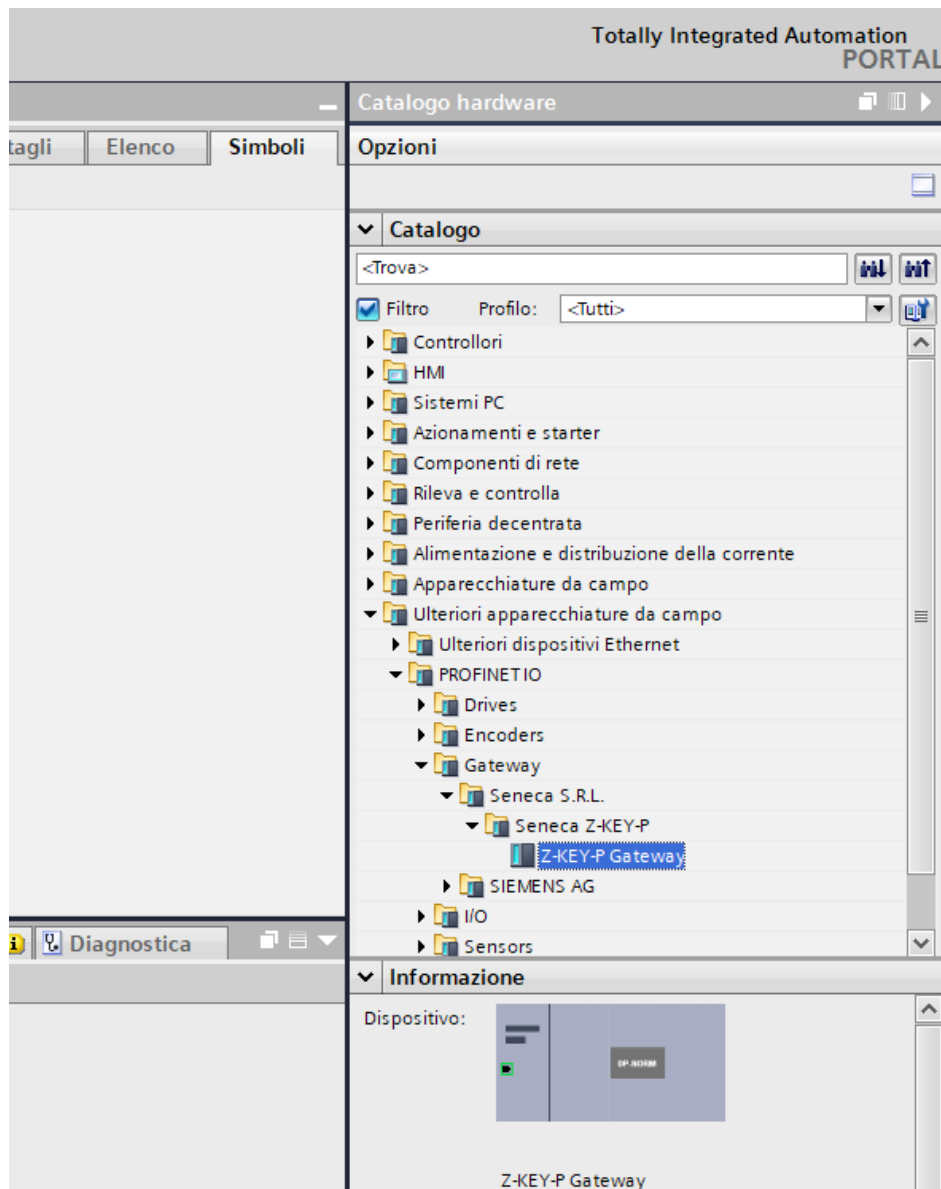 Totally Integrated Automation
PORTAL
Catalogo hardware
tagli Elenco Simboli
Opzioni
Catalogo
<Trova>
Filtro Profilo: <Tutti>
Controllori
HMI
Sistemi PC
Azionamenti e starter
Componenti di rete
Rileva e controlla
Periferia decentrata
Alimentazione e distribuzione della corrente
Apparecchiature da campo
Ulteriori apparecchiature da campo
Ulteriori dispositivi Ethernet
PROFINET IO
Drives
Encoders
Gateway
Seneca S.R.L.
Seneca Z-KEY-P
Z-KEY-P Gateway
SIEMENS AG
I/O
Diagnostica
Sensors
Informazione
Dispositivo:
DP-NORM
Z-KEY-P Gateway